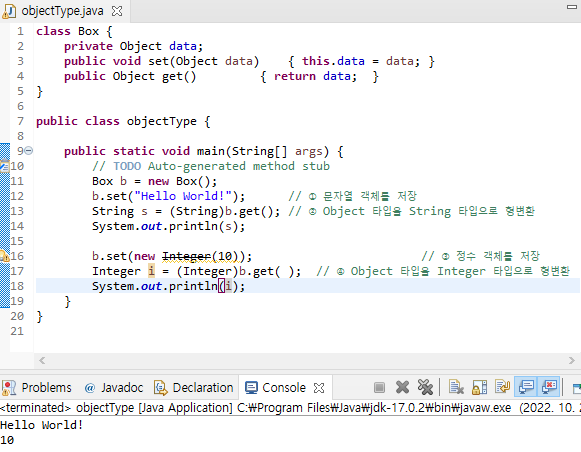 objectType.java
1 class Box {
2 private Object data;
3 public void set(Object data) { this.data = data; }
4 public Object get() { return data; }
5 }
6
7 public class objectType {
8
9 public static void main(String[] args) {
10 // TODO Auto-generated method stub
11 Box b = new Box();
12 b.set("Hello World!"); // ① 문자열 객체를 저장
13 String s = (String)b.get(); // ② Object 타입을 String 타입으로 형변환
14 System.out.println(s);
15
16 b.set(new Integer(10)); // ③ 정수 객체를 저장
17 Integer i = (Integer)b.get( ); // ④ Object 타입을 Integer 타입으로 형변환
18 System.out.println(i);
19 }
20 }
21
Problems @ Javadoc Declaration Console
<terminated> objectType [Java Application] C:₩Program Files₩Java₩jdk-17.0.2₩bin₩javaw.exe (2022. 10. 2
Hello World!
10